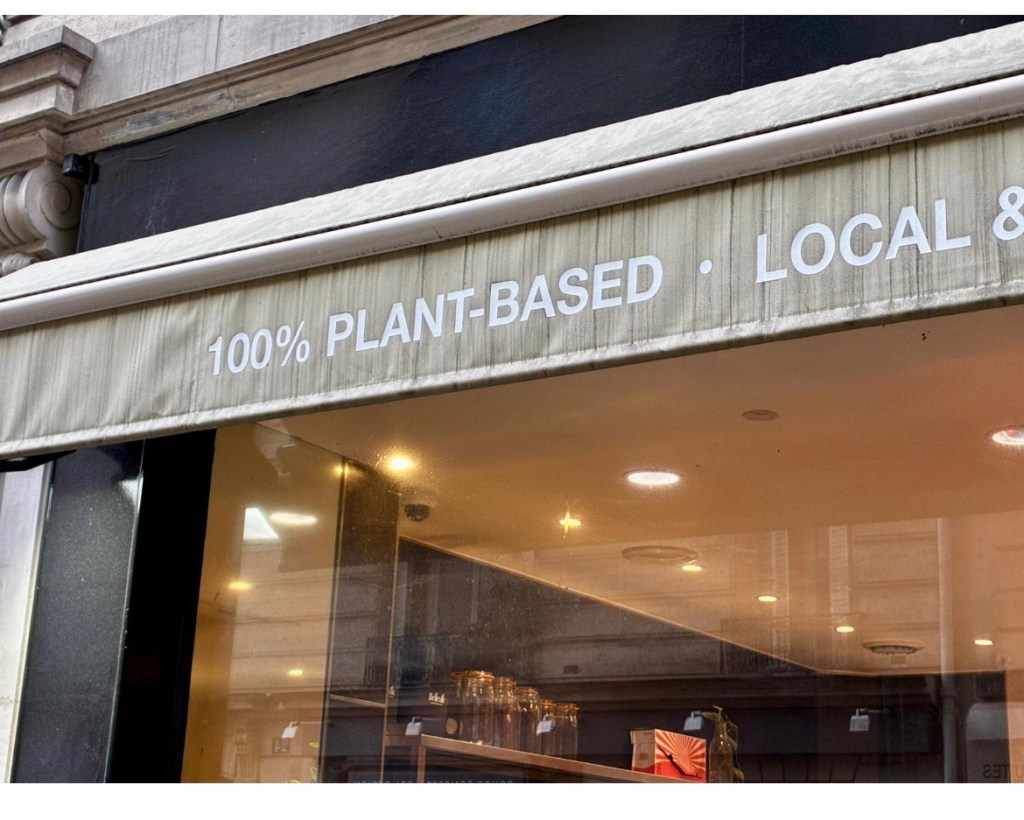 100% PLANT-BASED • LOCAL &